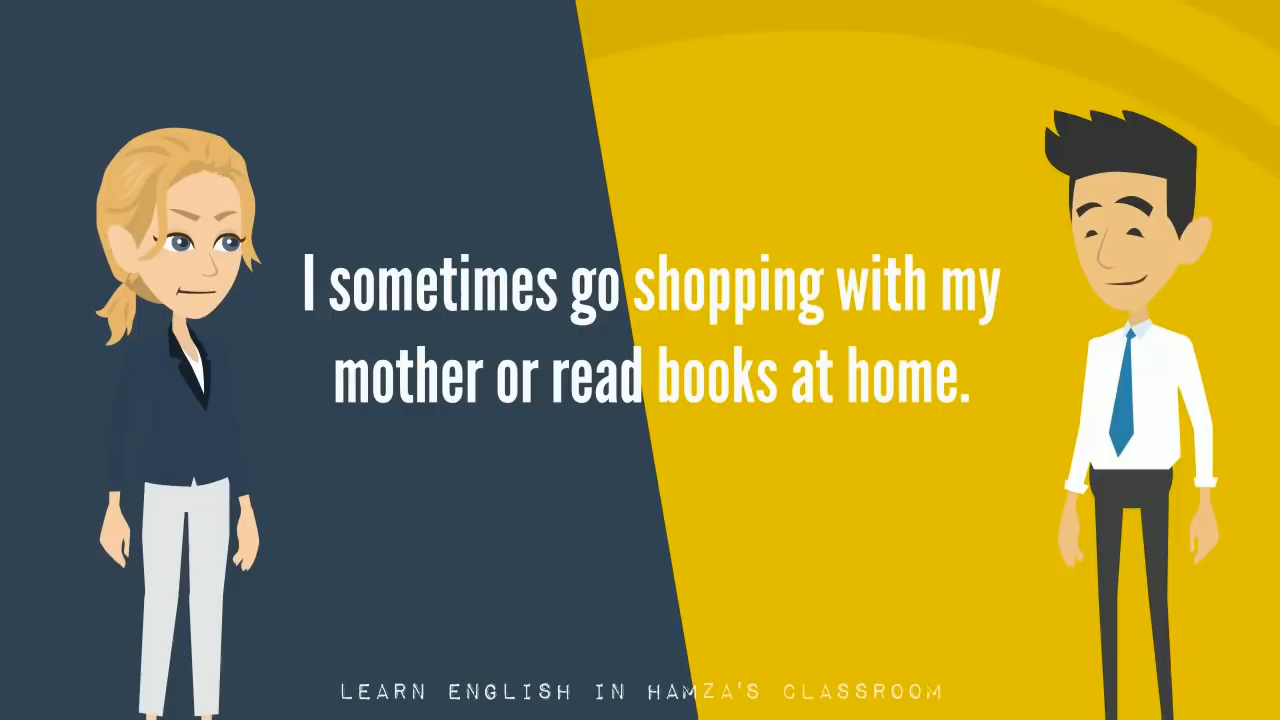 I sometimes go shopping with my
mother or read books at home.
LEARN ENGLISH IN HAMZA'S CLASSROOM